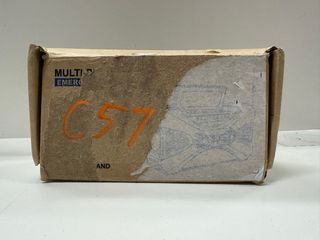 MULTI-P
EMERG
C57
AND